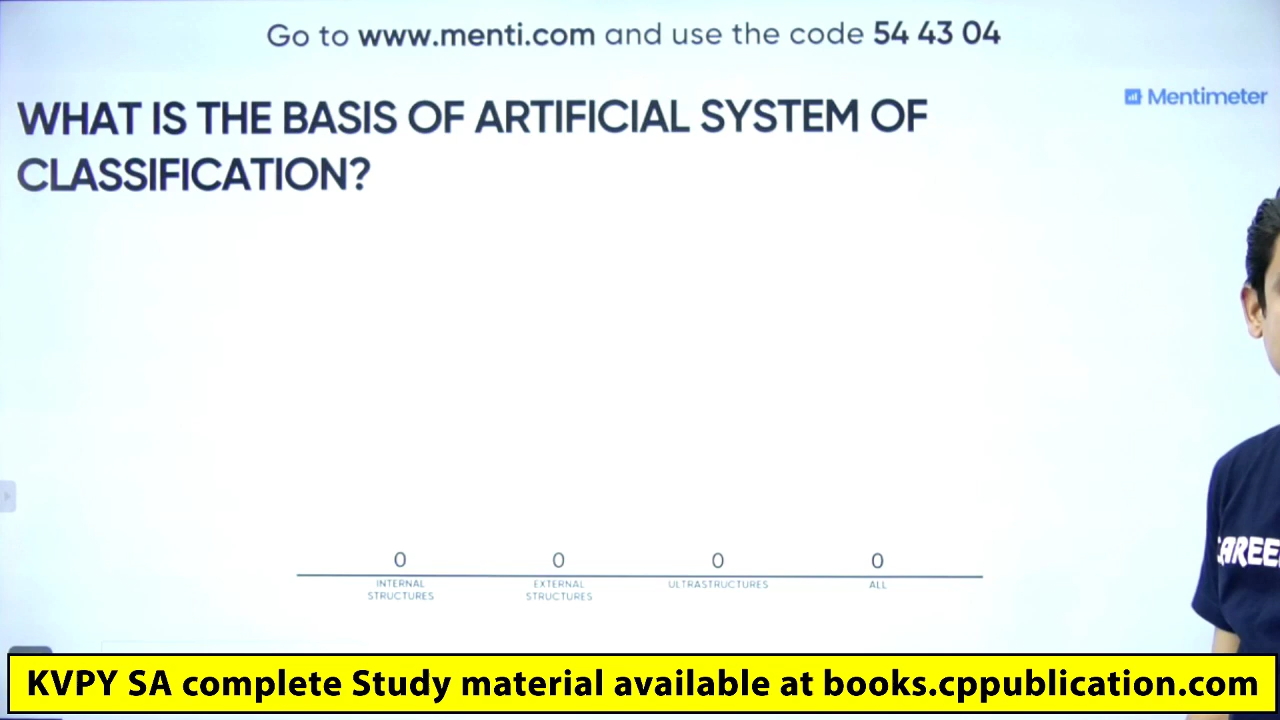 Go to www.menti.com and use the code 54 43 04
Mentimeter
WHAT IS THE BASIS OF ARTIFICIAL SYSTEM OF
CLASSIFICATION?
0 0 0 0
INTERNAL
STRUCTURES
EXTERNAL
STRUCTURES
ULTRASTRUCTURES
ALL
AREE
KVPY SA complete Study material available at books.cppublication.com